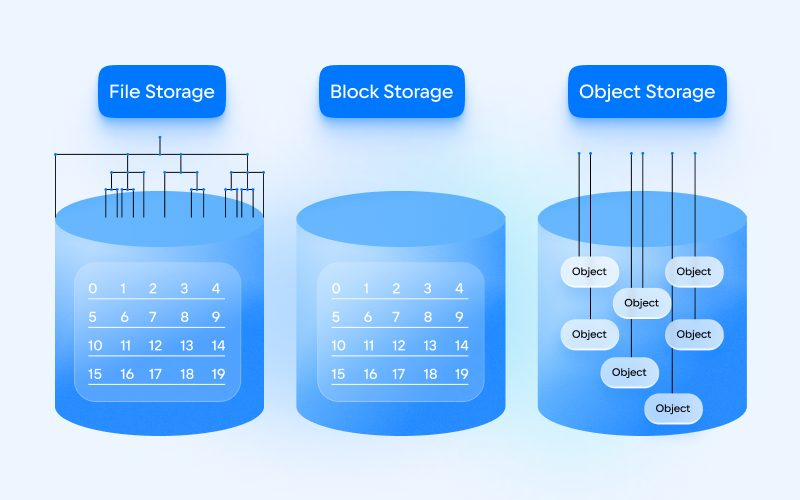 File Storage
Block Storage
Object Storage
0 1 2 3 4
5 6 7 8 9
10 11 12 13 14
15 16 17 18 19
0 1 2 3 4
5 6 7 8 9
10 11 12 13 14
15 16 17 18 19
Object
Object
Object
Object
Object
Object
Object